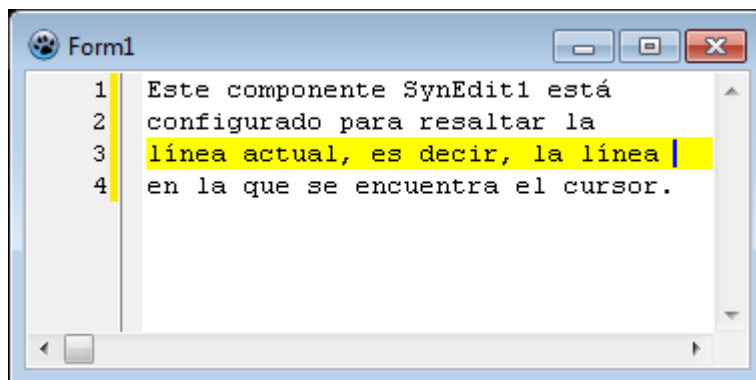 Form1
1 Este componente SynEdit1 está
2 configurado para resaltar la
3 línea actual, es decir, la línea
4 en la que se encuentra el cursor.